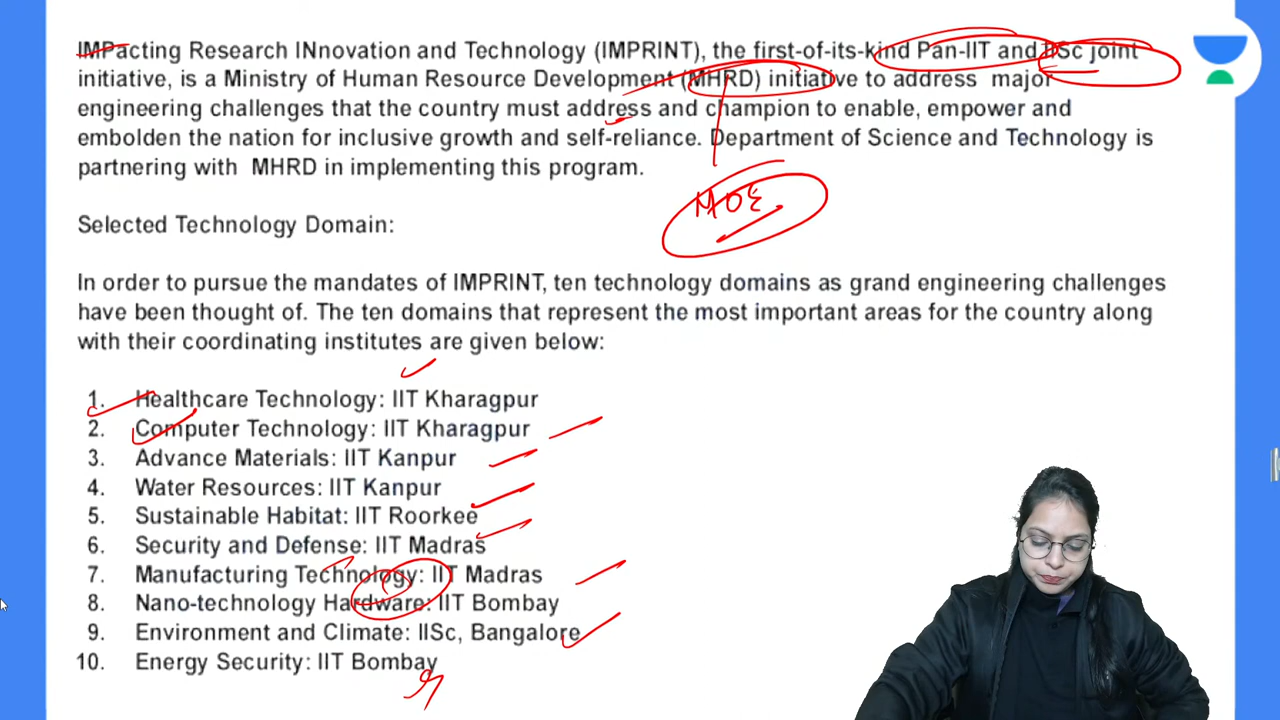 IMPacting Research INnovation and Technology (IMPRINT), the first-of-its-kind Pan-IIT and IISc joint
initiative, is a Ministry of Human Resource Development (MHRD) initiative to address major
engineering challenges that the country must address and champion to enable, empower and
embolden the nation for inclusive growth and self-reliance. Department of Science and Technology is
partnering with MHRD in implementing this program.
MOE
Selected Technology Domain:
In order to pursue the mandates of IMPRINT, ten technology domains as grand engineering challenges
have been thought of. The ten domains that represent the most important areas for the country along
with their coordinating institutes are given below:
1. Healthcare Technology: IIT Kharagpur
2. Computer Technology: IIT Kharagpur
3. Advance Materials: IIT Kanpur
4. Water Resources: IIT Kanpur
5. Sustainable Habitat: IIT Roorkee
6. Security and Defense: IIT Madras
7. Manufacturing Technology: IIT Madras
8. Nano-technology Hardware: IIT Bombay
9. Environment and Climate: IISc, Bangalore
10. Energy Security: IIT Bombay